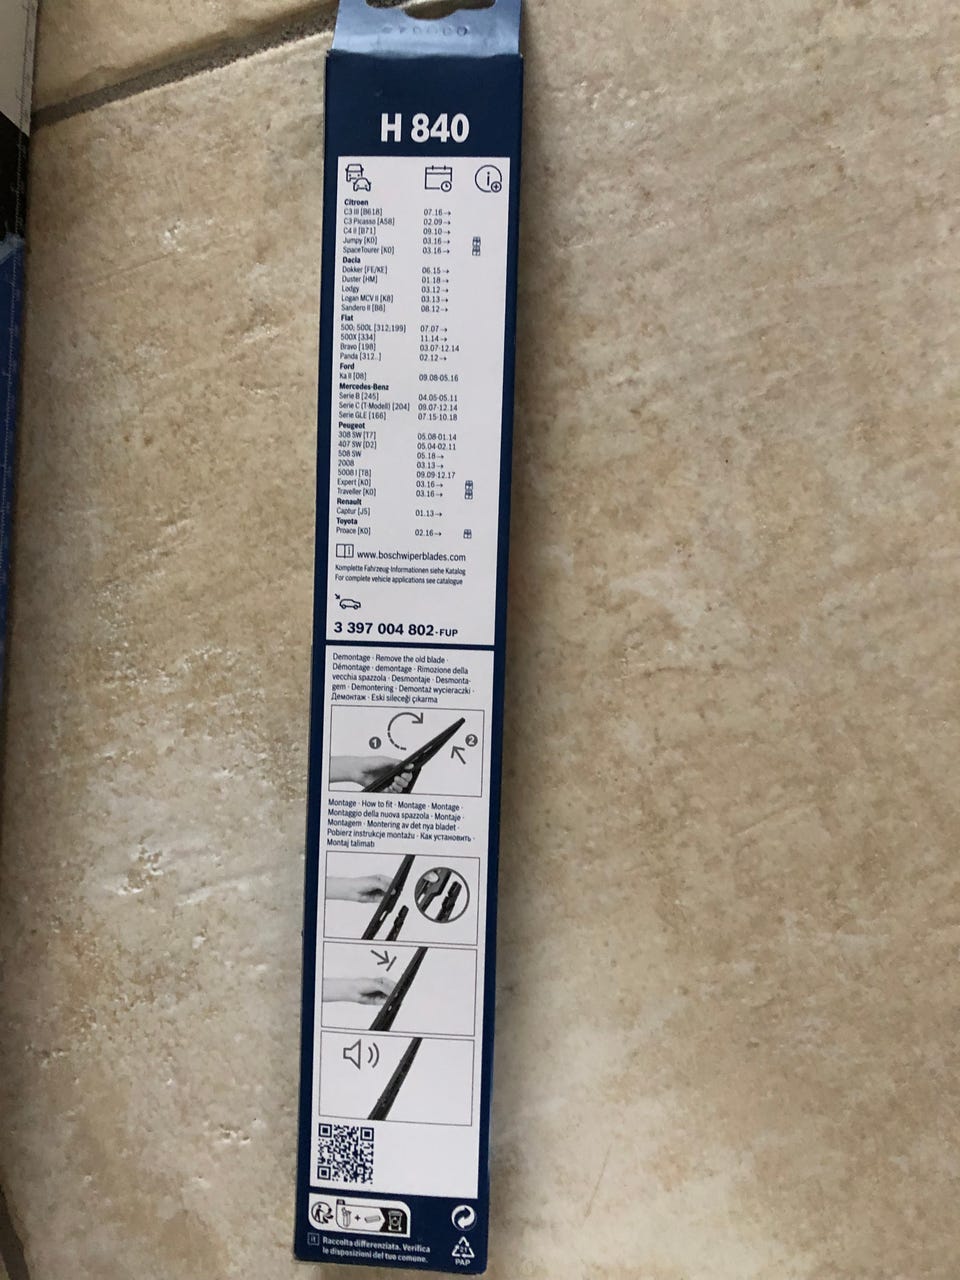 H 840
Citroen
C3 III [B618] 07.16→
C3 Picasso [A58] 02.09→
C4 II [B71] 09.10→
Jumpy [K0] 03.16→
SpaceTourer [K0] 03.16→
Dacia
Dokker [FE/KE] 06.15→
Duster [HM] 01.18→
Lodgy 03.12→
Logan MCV II [K8] 03.13→
Sandero II [B8] 08.12→
Fiat
500; 500L [312;199] 07.07→
500X [334] 11.14→
Bravo [198] 03.07-12.14
Panda [312..] 02.12→
Ford
Ka II [08] 09.08-05.16
Mercedes-Benz
Serie B [245] 04.05-05.11
Serie C (T-Modell) [204] 09.07-12.14
Serie GLE [166] 07.15-10.18
Peugeot
308 SW [T7] 05.08-01.14
407 SW [D2] 05.04-02.11
508 SW 05.18→
2008 03.13→
5008 I [T8] 09.09-12.17
Expert [K0] 03.16→
Traveller [K0] 03.16→
Renault
Captur [J5] 01.13→
Toyota
Proace [K0] 02.16→
www.boschwiperblades.com
Komplette Fahrzeug-Informationen siehe Katalog
For complete vehicle applications see catalogue
3 397 004 802-FUP
Demontage · Remove the old blade ·
Démontage · demontage · Rimozione della
vecchia spazzola · Desmontaje · Desmonta-
gem · Demontering · Demontaż wycieraczki ·
Демонтаж · Eski sileceği çıkarma
1
2
Montage · How to fit · Montage · Montage ·
Montaggio della nuova spazzola · Montaje ·
Montagem · Montering av det nya bladet ·
Pobierz instrukcje montażu · Как установить ·
Montaj talimatı
it Raccolta differenziata. Verifica
le disposizioni del tuo comune.
21
PAP